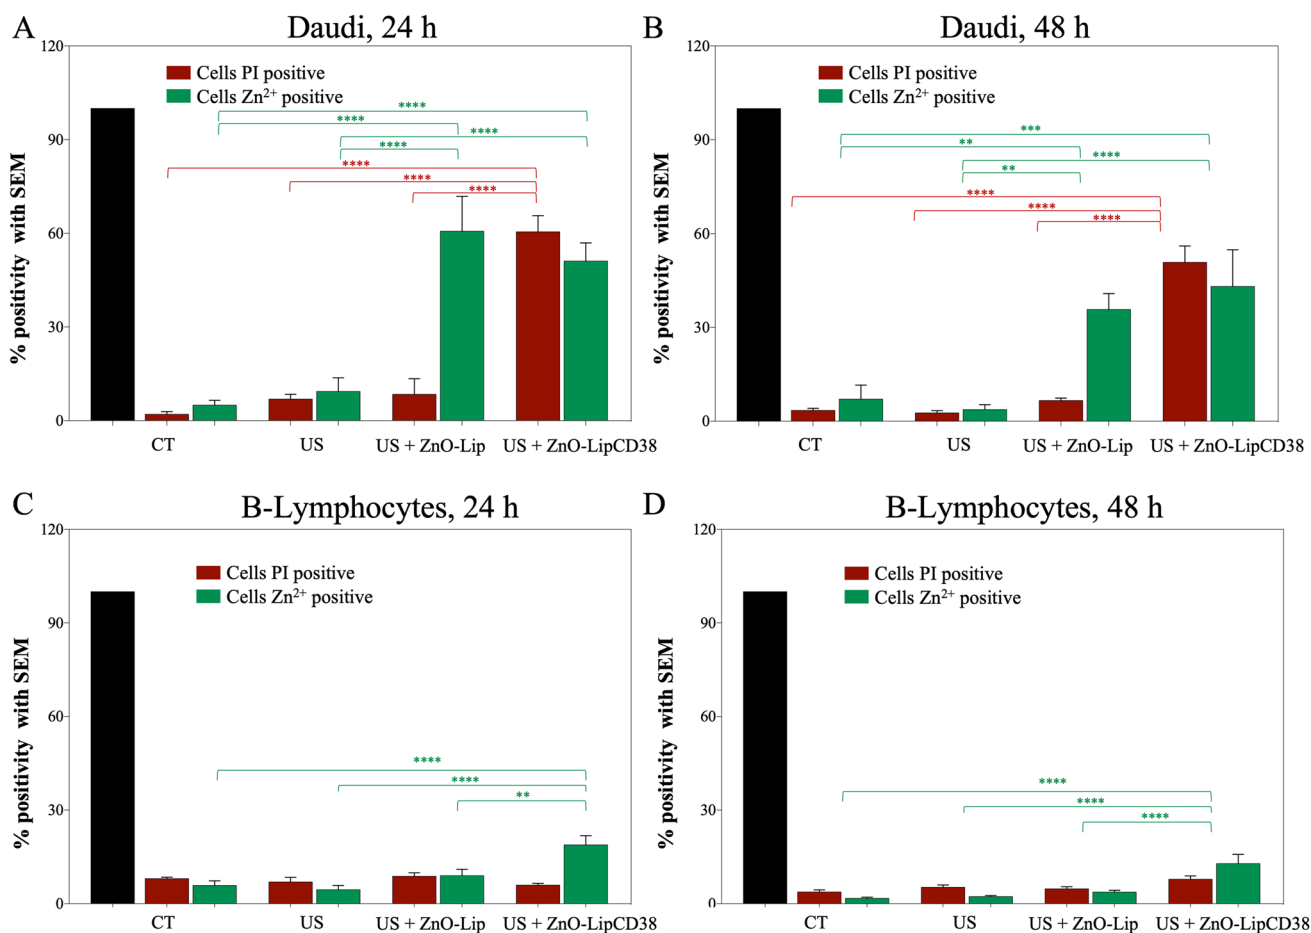 A
Daudi, 24 h
120
90
60
30
0
% positivity with SEM
Cells PI positive
Cells Zn²⁺ positive
****
****
****
****
****
****
****
CT
US
US + ZnO-Lip
US + ZnO-LipCD38
B
Daudi, 48 h
120
90
60
30
0
% positivity with SEM
Cells PI positive
Cells Zn²⁺ positive
***
**
****
**
****
****
****
CT
US
US + ZnO-Lip
US + ZnO-LipCD38
C
B-Lymphocytes, 24 h
120
90
60
30
0
% positivity with SEM
Cells PI positive
Cells Zn²⁺ positive
****
****
**
CT
US
US + ZnO-Lip
US + ZnO-LipCD38
D
B-Lymphocytes, 48 h
120
90
60
30
0
% positivity with SEM
Cells PI positive
Cells Zn²⁺ positive
****
****
****
CT
US
US + ZnO-Lip
US + ZnO-LipCD38